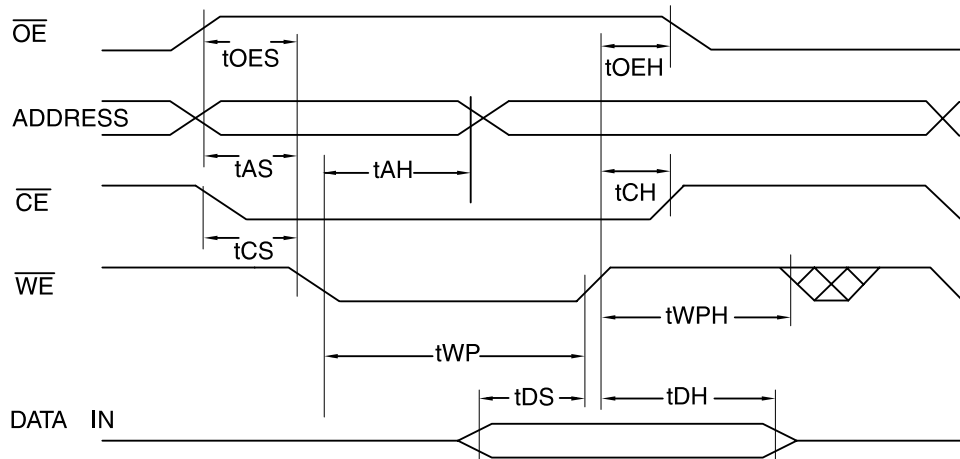 OE
tOES
tOEH
ADDRESS
tAS
tAH
tCH
CE
tCS
WE
tWPH
tWP
tDS
tDH
DATA IN